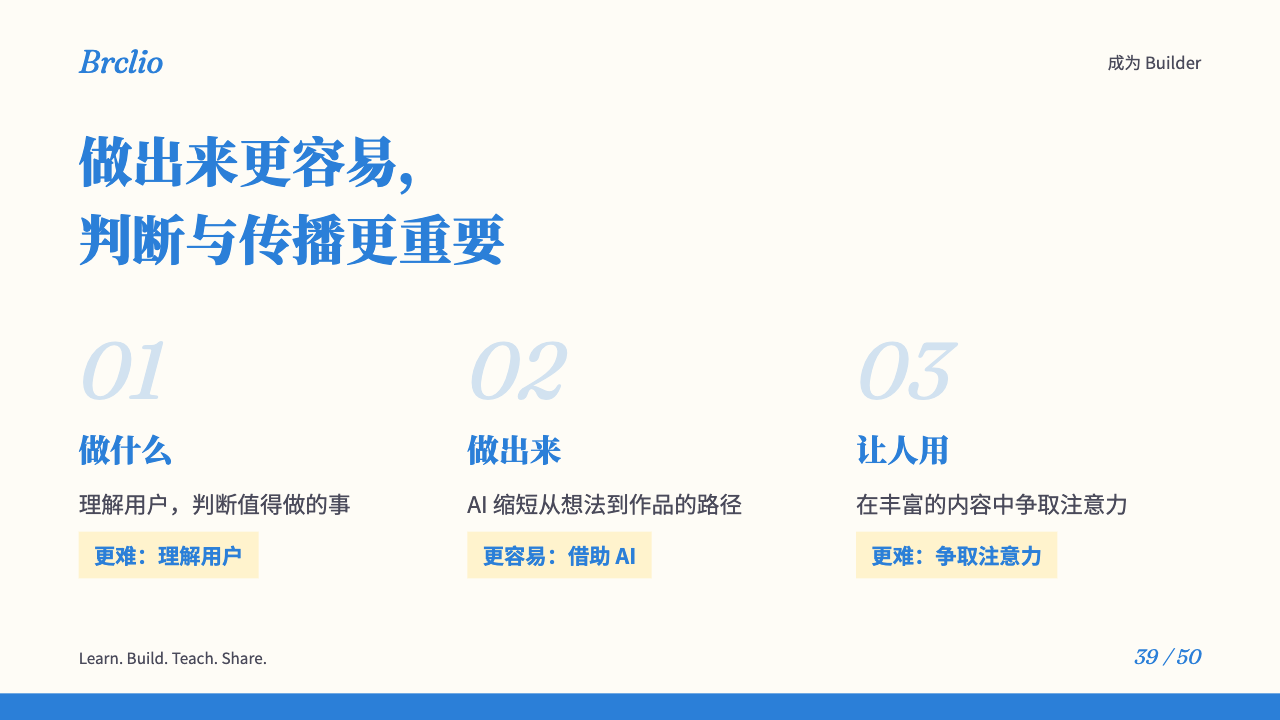 Brclio
成为 Builder
做出来更容易，
判断与传播更重要
01
做什么
理解用户，判断值得做的事
更难：理解用户
02
做出来
AI 缩短从想法到作品的路径
更容易：借助 AI
03
让人用
在丰富的内容中争取注意力
更难：争取注意力
Learn. Build. Teach. Share.
39 / 50